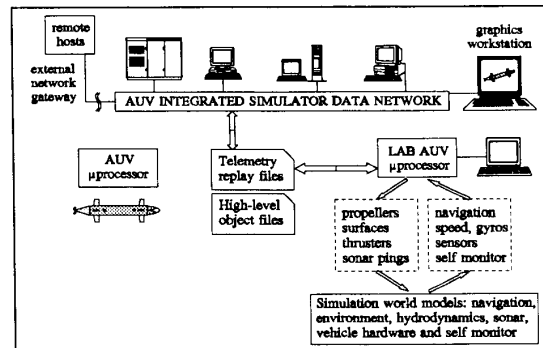 remote
hosts
graphics
workstation
external
network
gateway
AUV INTEGRATED SIMULATOR DATA NETWORK
AUV
μprocessor
Telemetry
replay files
High-level
object files
LAB AUV
μprocessor
propellers
surfaces
thrusters
sonar pings
navigation
speed, gyros
sensors
self monitor
Simulation world models: navigation,
environment, hydrodynamics, sonar,
vehicle hardware and self monitor